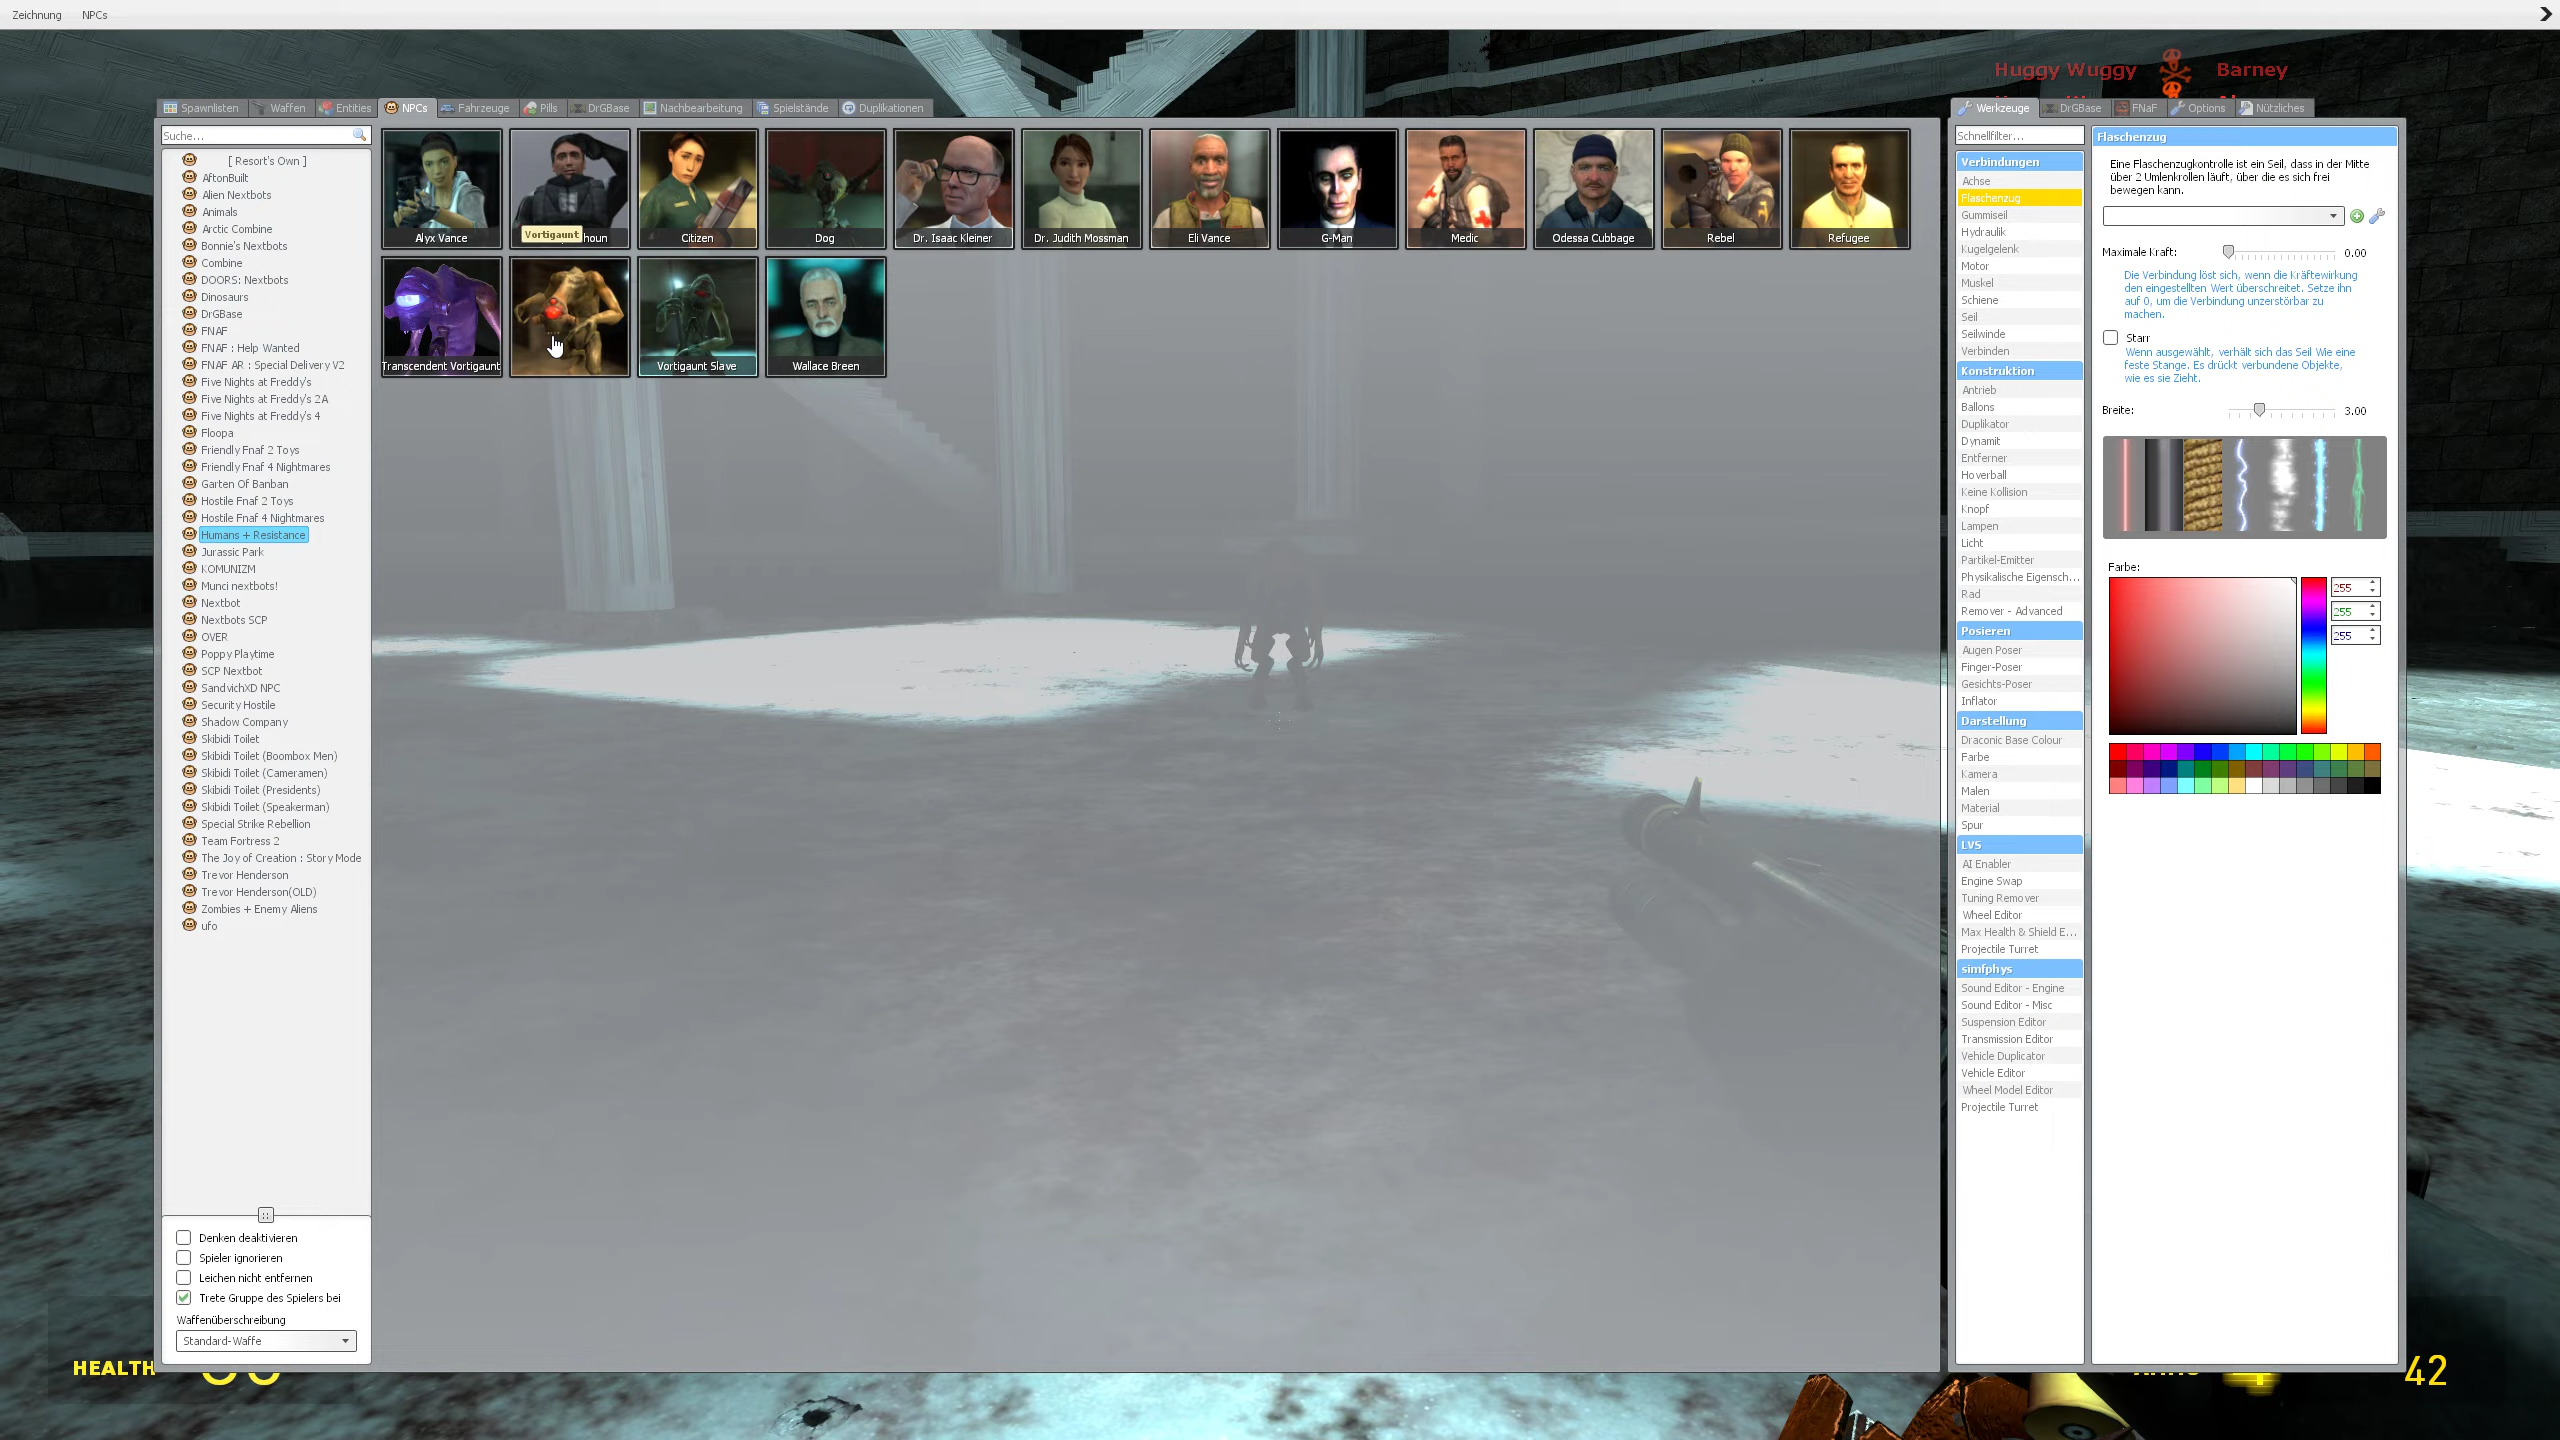 Zeichnung NPCs
Huggy Wuggy Barney
Spawnlisten Waffen Entities NPCs Fahrzeuge Pills DrGBase Nachbearbeitung Spielstände Duplikationen
Suche...
[ Resort's Own ]
AftonBuilt
Alien Nextbots
Animals
Arctic Combine
Bonnie's Nextbots
Combine
DOORS: Nextbots
Dinosaurs
DrGBase
FNAF
FNAF : Help Wanted
FNAF AR : Special Delivery V2
Five Nights at Freddy's
Five Nights at Freddy's 2A
Five Nights at Freddy's 4
Floopa
Friendly Fnaf 2 Toys
Friendly Fnaf 4 Nightmares
Garten Of Banban
Hostile Fnaf 2 Toys
Hostile Fnaf 4 Nightmares
Humans + Resistance
Jurassic Park
KOMUNIZM
Munci nextbots!
Nextbot
Nextbots SCP
OVER
Poppy Playtime
SCP Nextbot
SandvichXD NPC
Security Hostile
Shadow Company
Skibidi Toilet
Skibidi Toilet (Boombox Men)
Skibidi Toilet (Cameramen)
Skibidi Toilet (Presidents)
Skibidi Toilet (Speakerman)
Special Strike Rebellion
Team Fortress 2
The Joy of Creation : Story Mode
Trevor Henderson
Trevor Henderson(OLD)
Zombies + Enemy Aliens
ufo
Denken deaktivieren
Spieler ignorieren
Leichen nicht entfernen
Trete Gruppe des Spielers bei
Waffenüberschreibung
Standard-Waffe
Alyx Vance
Vortigaunt
houn
Citizen
Dog
Dr. Isaac Kleiner
Dr. Judith Mossman
Eli Vance
G-Man
Medic
Odessa Cubbage
Rebel
Refugee
Transcendent Vortigaunt
Vortigaunt Slave
Wallace Breen
Werkzeuge DrGBase FNaF Options Nützliches
Schnellfilter...
Verbindungen
Achse
Flaschenzug
Gummiseil
Hydraulik
Kugelgelenk
Motor
Muskel
Schiene
Seil
Seilwinde
Verbinden
Konstruktion
Antrieb
Ballons
Duplikator
Dynamit
Entferner
Hoverball
Keine Kollision
Knopf
Lampen
Licht
Partikel-Emitter
Physikalische Eigensch...
Rad
Remover - Advanced
Posieren
Augen Poser
Finger-Poser
Gesichts-Poser
Inflator
Darstellung
Draconic Base Colour
Farbe
Kamera
Malen
Material
Spur
LVS
AI Enabler
Engine Swap
Tuning Remover
Wheel Editor
Max Health & Shield E...
Projectile Turret
simfphys
Sound Editor - Engine
Sound Editor - Misc
Suspension Editor
Transmission Editor
Vehicle Duplicator
Vehicle Editor
Wheel Model Editor
Projectile Turret
Flaschenzug
Eine Flaschenzugkontrolle ist ein Seil, dass in der Mitte
über 2 Umlenkrollen läuft, über die es sich frei
bewegen kann.
Maximale Kraft: 0.00
Die Verbindung löst sich, wenn die Kräftewirkung
den eingestellten Wert überschreitet. Setze ihn
auf 0, um die Verbindung unzerstörbar zu
machen.
Starr
Wenn ausgewählt, verhält sich das Seil Wie eine
feste Stange. Es drückt verbundene Objekte,
wie es sie Zieht.
Breite: 3.00
Farbe:
255
255
255
HEALTH
42